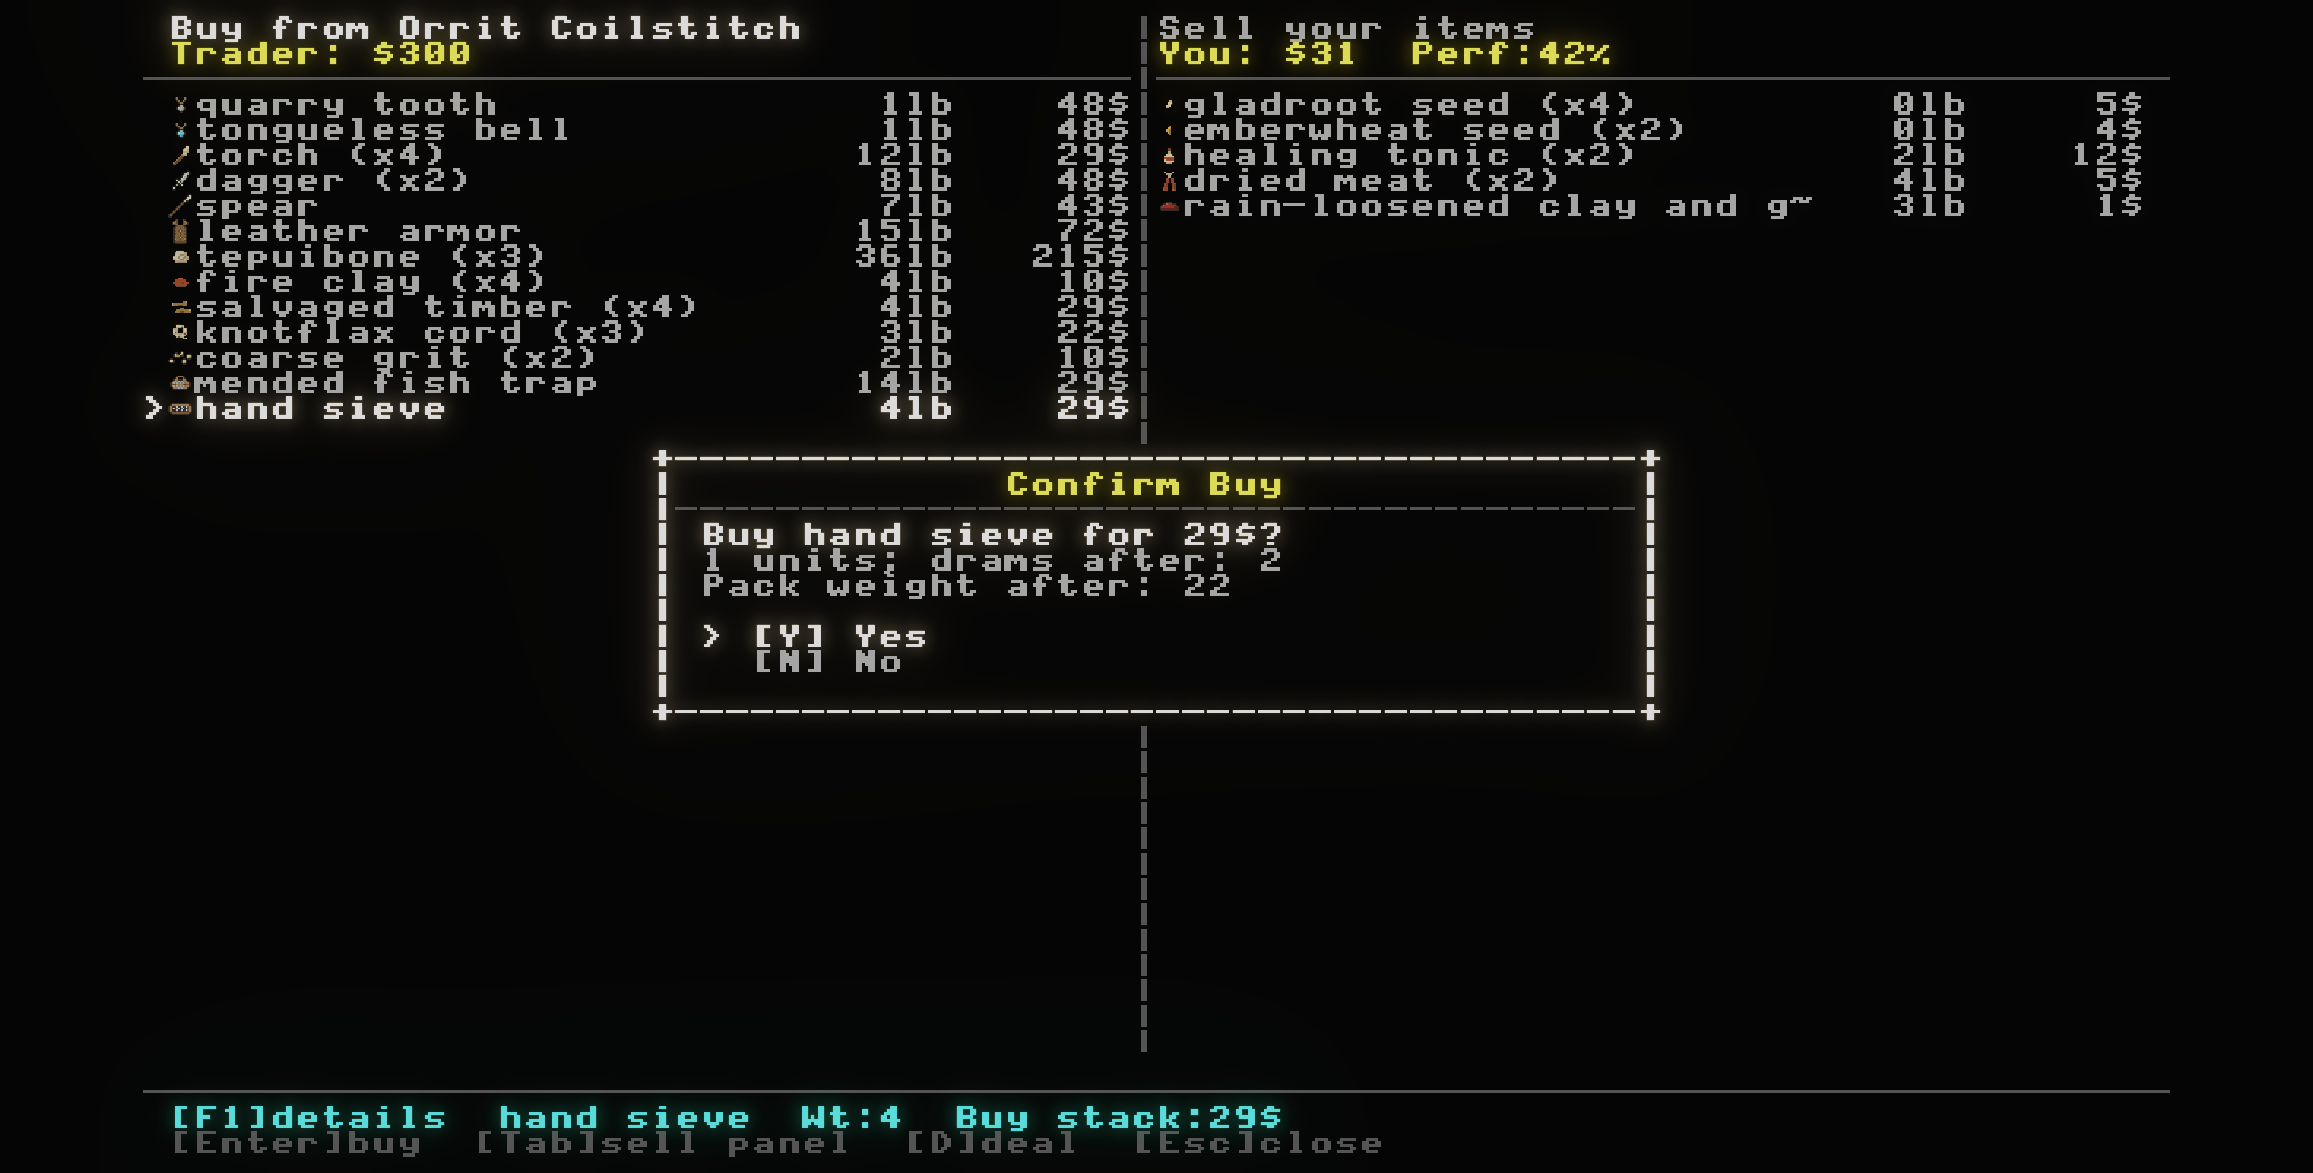 Buy from Orrit Coilstitch
Trader: $300
quarry tooth 1lb 48$
tongueless bell 1lb 48$
torch (x4) 12lb 29$
dagger (x2) 8lb 48$
spear 7lb 43$
leather armor 15lb 72$
tepuibone (x3) 36lb 215$
fire clay (x4) 4lb 10$
salvaged timber (x4) 4lb 29$
knotflax cord (x3) 3lb 22$
coarse grit (x2) 2lb 10$
mended fish trap 14lb 29$
>hand sieve 4lb 29$
Sell your items
You: $31 Perf:42%
gladroot seed (x4) 0lb 5$
emberwheat seed (x2) 0lb 4$
healing tonic (x2) 2lb 12$
dried meat (x2) 4lb 5$
rain-loosened clay and g~ 3lb 1$
Confirm Buy
Buy hand sieve for 29$?
1 units; drams after: 2
Pack weight after: 22
> [Y] Yes
[N] No
[F1]details hand sieve Wt:4 Buy stack:29$
[Enter]buy [Tab]sell panel [D]deal [Esc]close